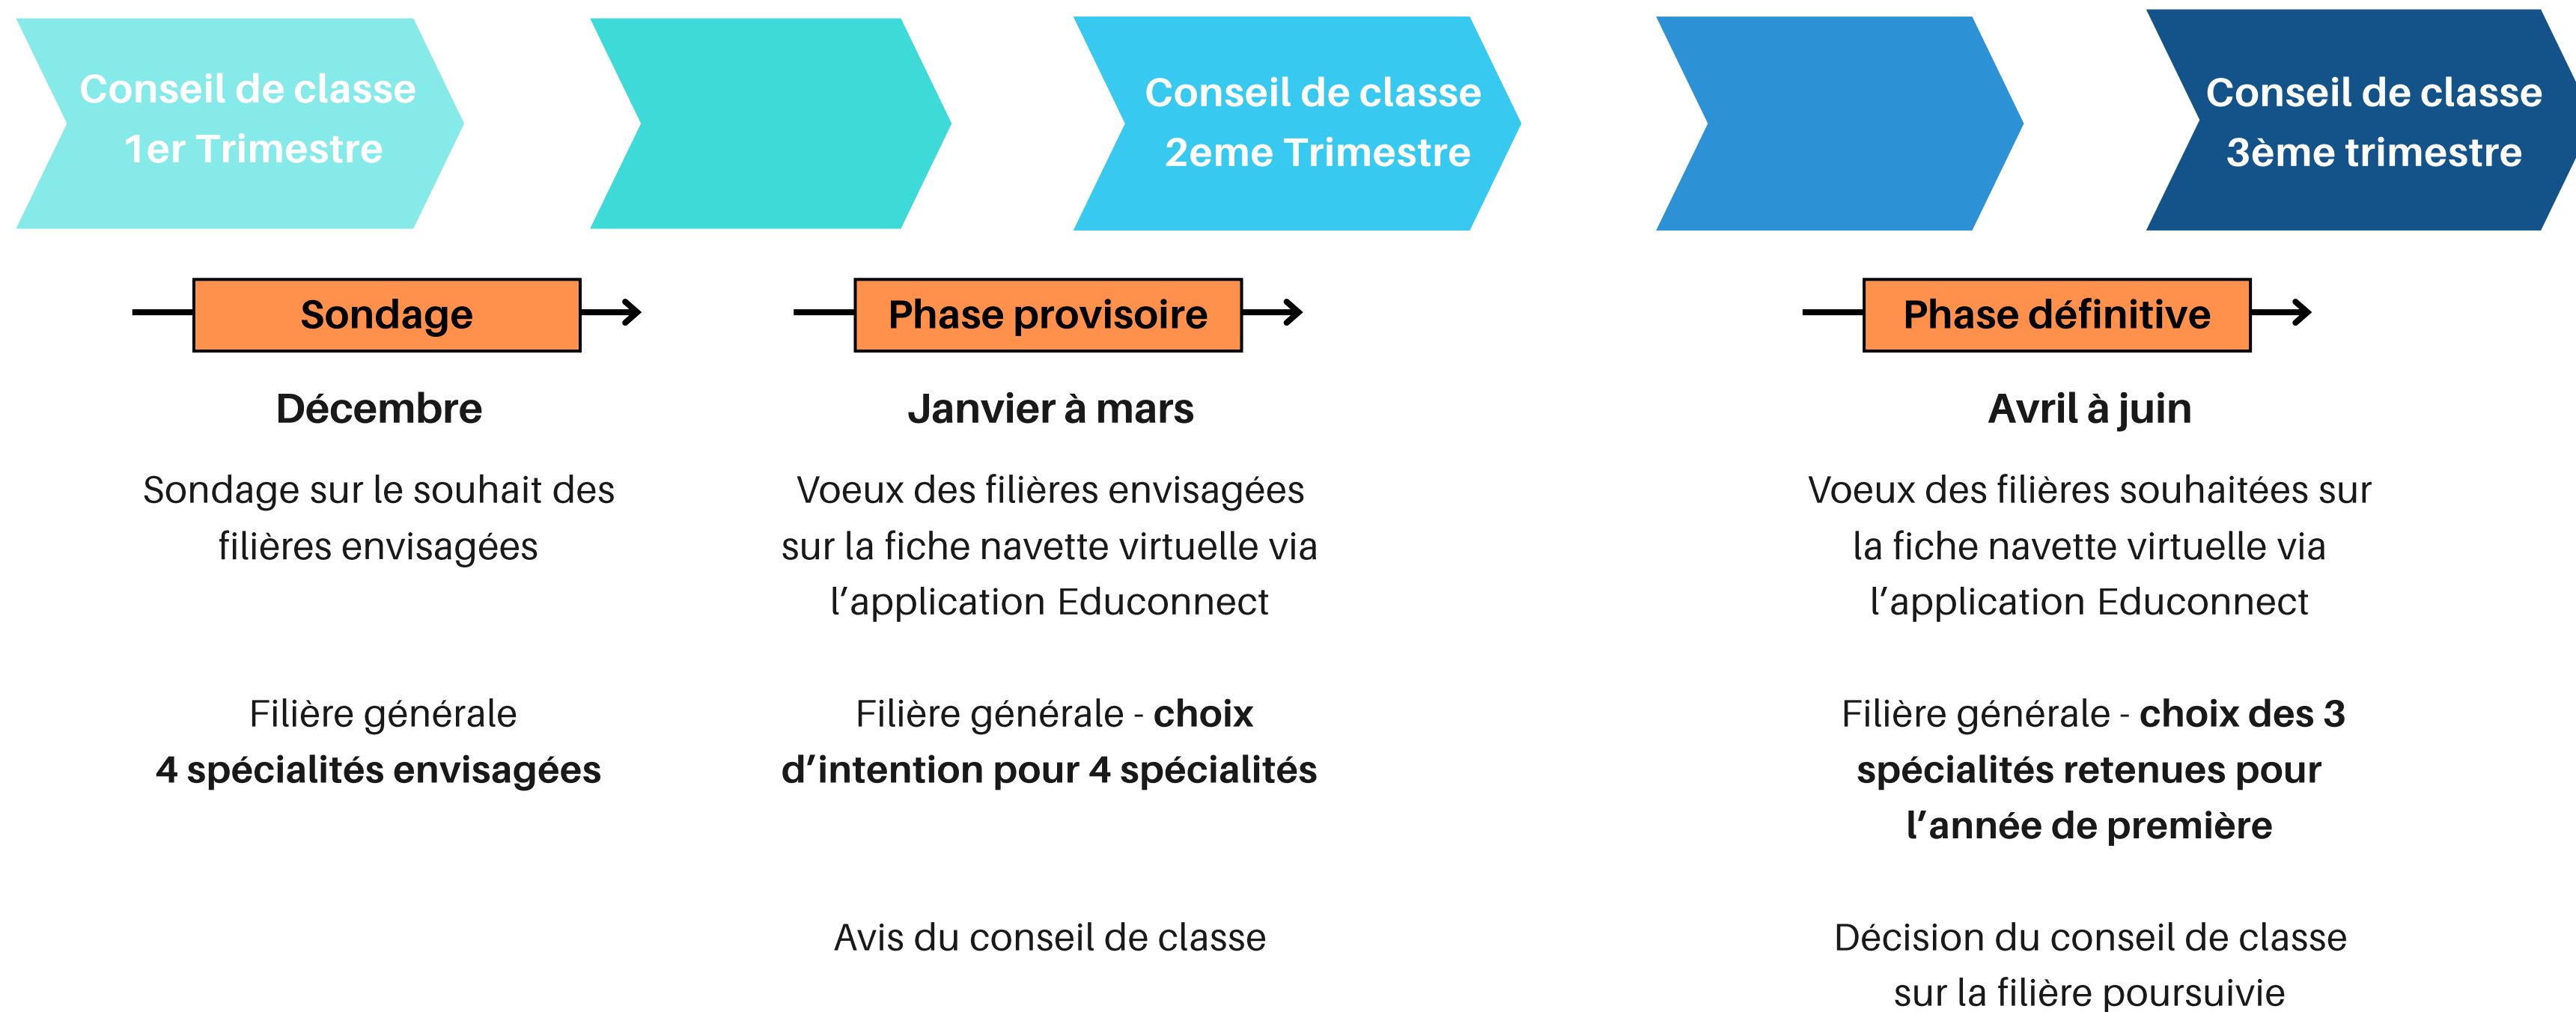 Conseil de classe
1er Trimestre
Conseil de classe
2eme Trimestre
Conseil de classe
3ème trimestre
Sondage
Décembre
Sondage sur le souhait des
filières envisagées
Filière générale
4 spécialités envisagées
Phase provisoire
Janvier à mars
Voeux des filières envisagées
sur la fiche navette virtuelle via
l’application Educonnect
Filière générale - choix
d’intention pour 4 spécialités
Avis du conseil de classe
Phase définitive
Avril à juin
Voeux des filières souhaitées sur
la fiche navette virtuelle via
l’application Educonnect
Filière générale - choix des 3
spécialités retenues pour
l’année de première
Décision du conseil de classe
sur la filière poursuivie